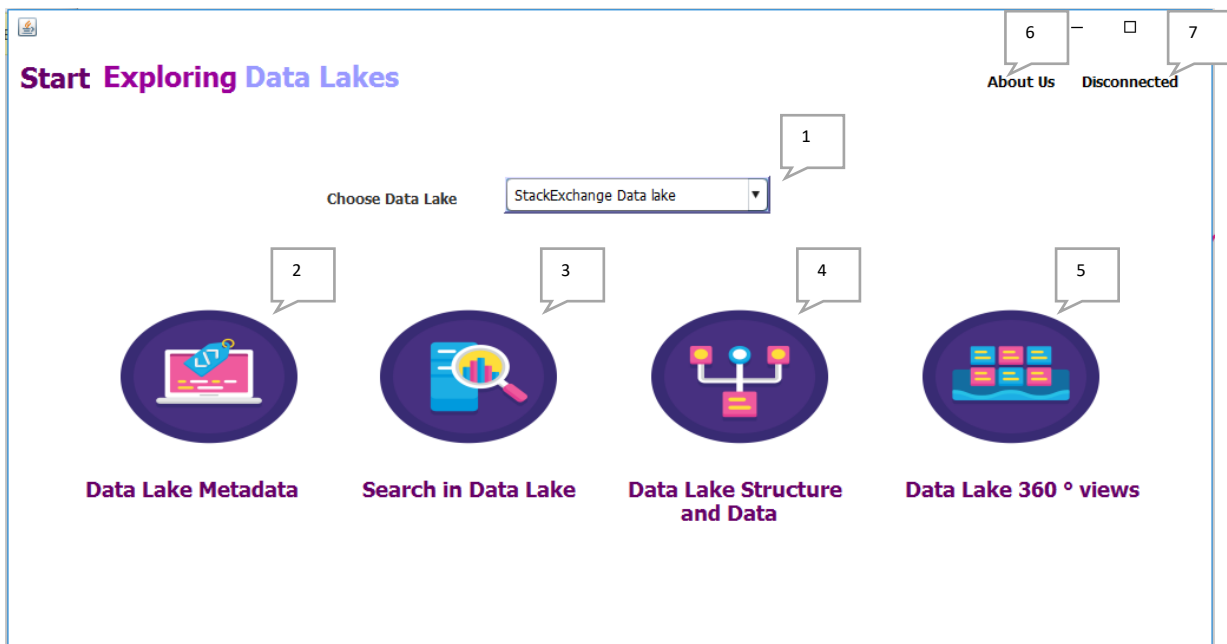 6
7
Start Exploring Data Lakes
About Us Disconnected
1
Choose Data Lake StackExchange Data lake
2 3 4 5
Data Lake Metadata Search in Data Lake Data Lake Structure Data Lake 360 ° views
and Data